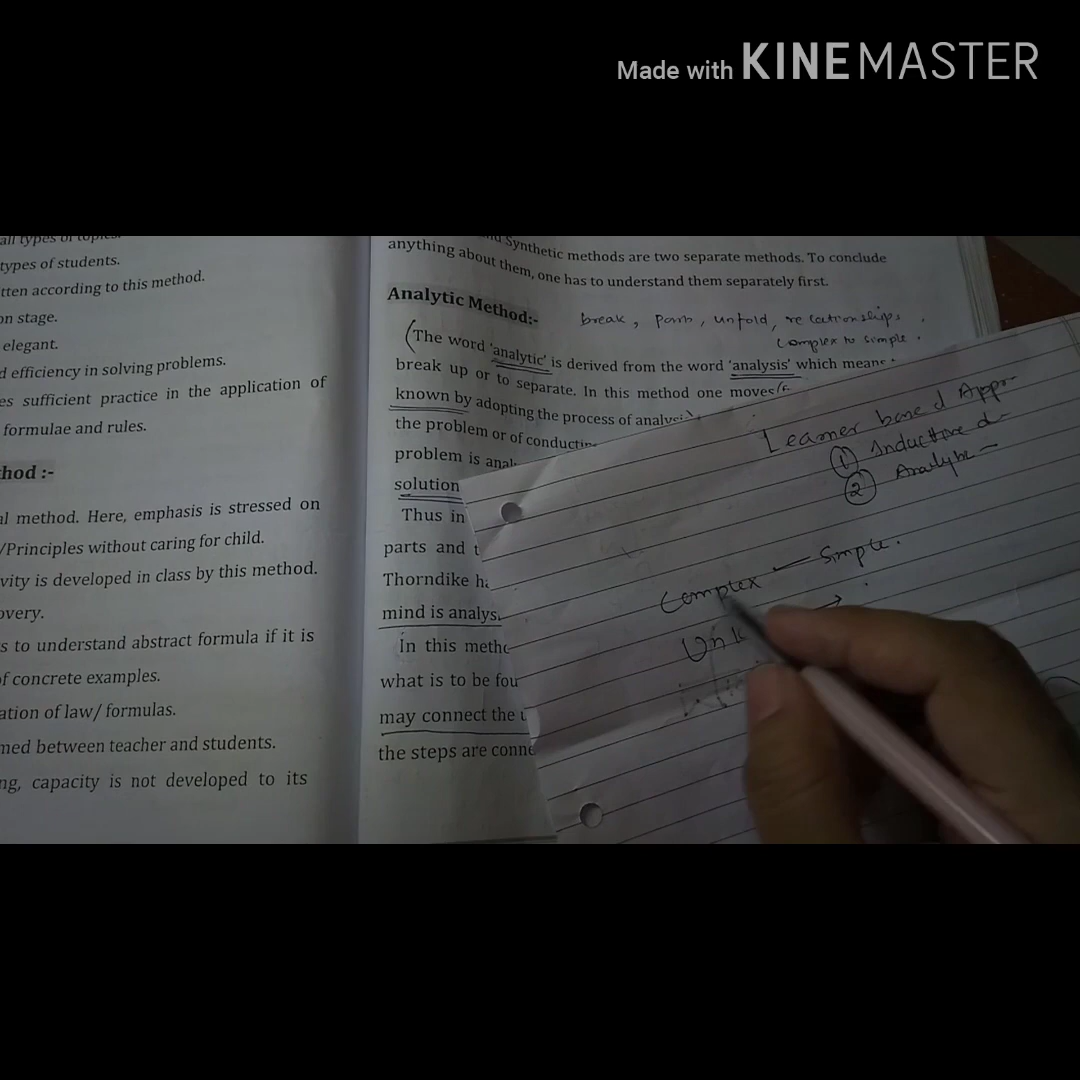 Made with KINEMASTER
all types of topics.
types of students.
tten according to this method.
on stage.
elegant.
d efficiency in solving problems.
es sufficient practice in the application of
formulae and rules.
hod :-
al method. Here, emphasis is stressed on
/Principles without caring for child.
vity is developed in class by this method.
overy.
s to understand abstract formula if it is
of concrete examples.
ation of law/ formulas.
med between teacher and students.
ng, capacity is not developed to its
nd Synthetic methods are two separate methods. To conclude
anything about them, one has to understand them separately first.
Analytic Method:-
break, parts, unfold, relationships,
complex to simple.
(The word 'analytic' is derived from the word 'analysis' which means
break up or to separate. In this method one moves
known by adopting the process of analysi
the problem or of conductin
problem is anal
solution
Thus in
parts and t
Thorndike ha
mind is analys
In this metho
what is to be fou
may connect the u
the steps are conne
Learner based Appr-
① Inductive d-
② Analytic -
Complex — Simple.
Unk